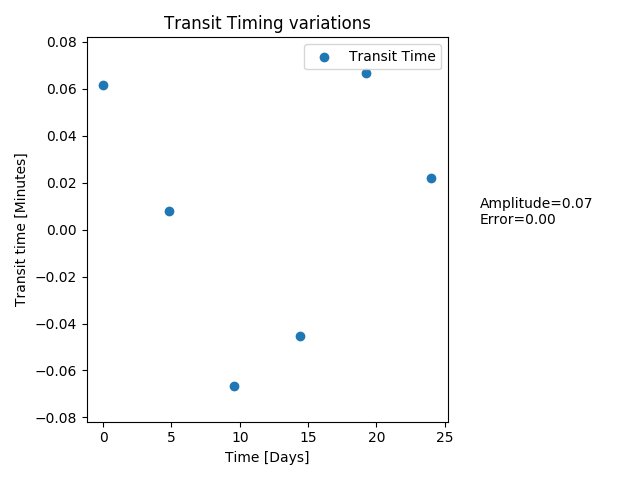 Transit Timing variations
Transit Time
0.08
0.06
0.04
0.02
0.00
−0.02
−0.04
−0.06
−0.08
Transit time [Minutes]
0 5 10 15 20 25
Time [Days]
Amplitude=0.07
Error=0.00